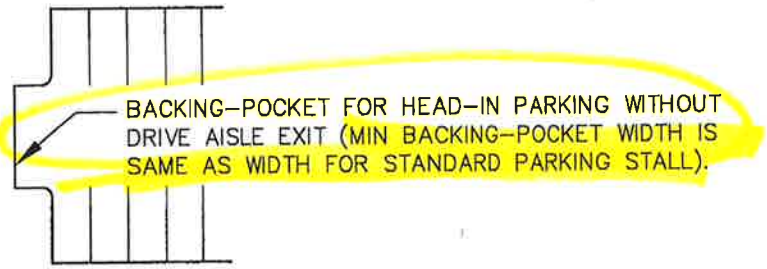 BACKING-POCKET FOR HEAD-IN PARKING WITHOUT
DRIVE AISLE EXIT (MIN BACKING-POCKET WIDTH IS
SAME AS WIDTH FOR STANDARD PARKING STALL).